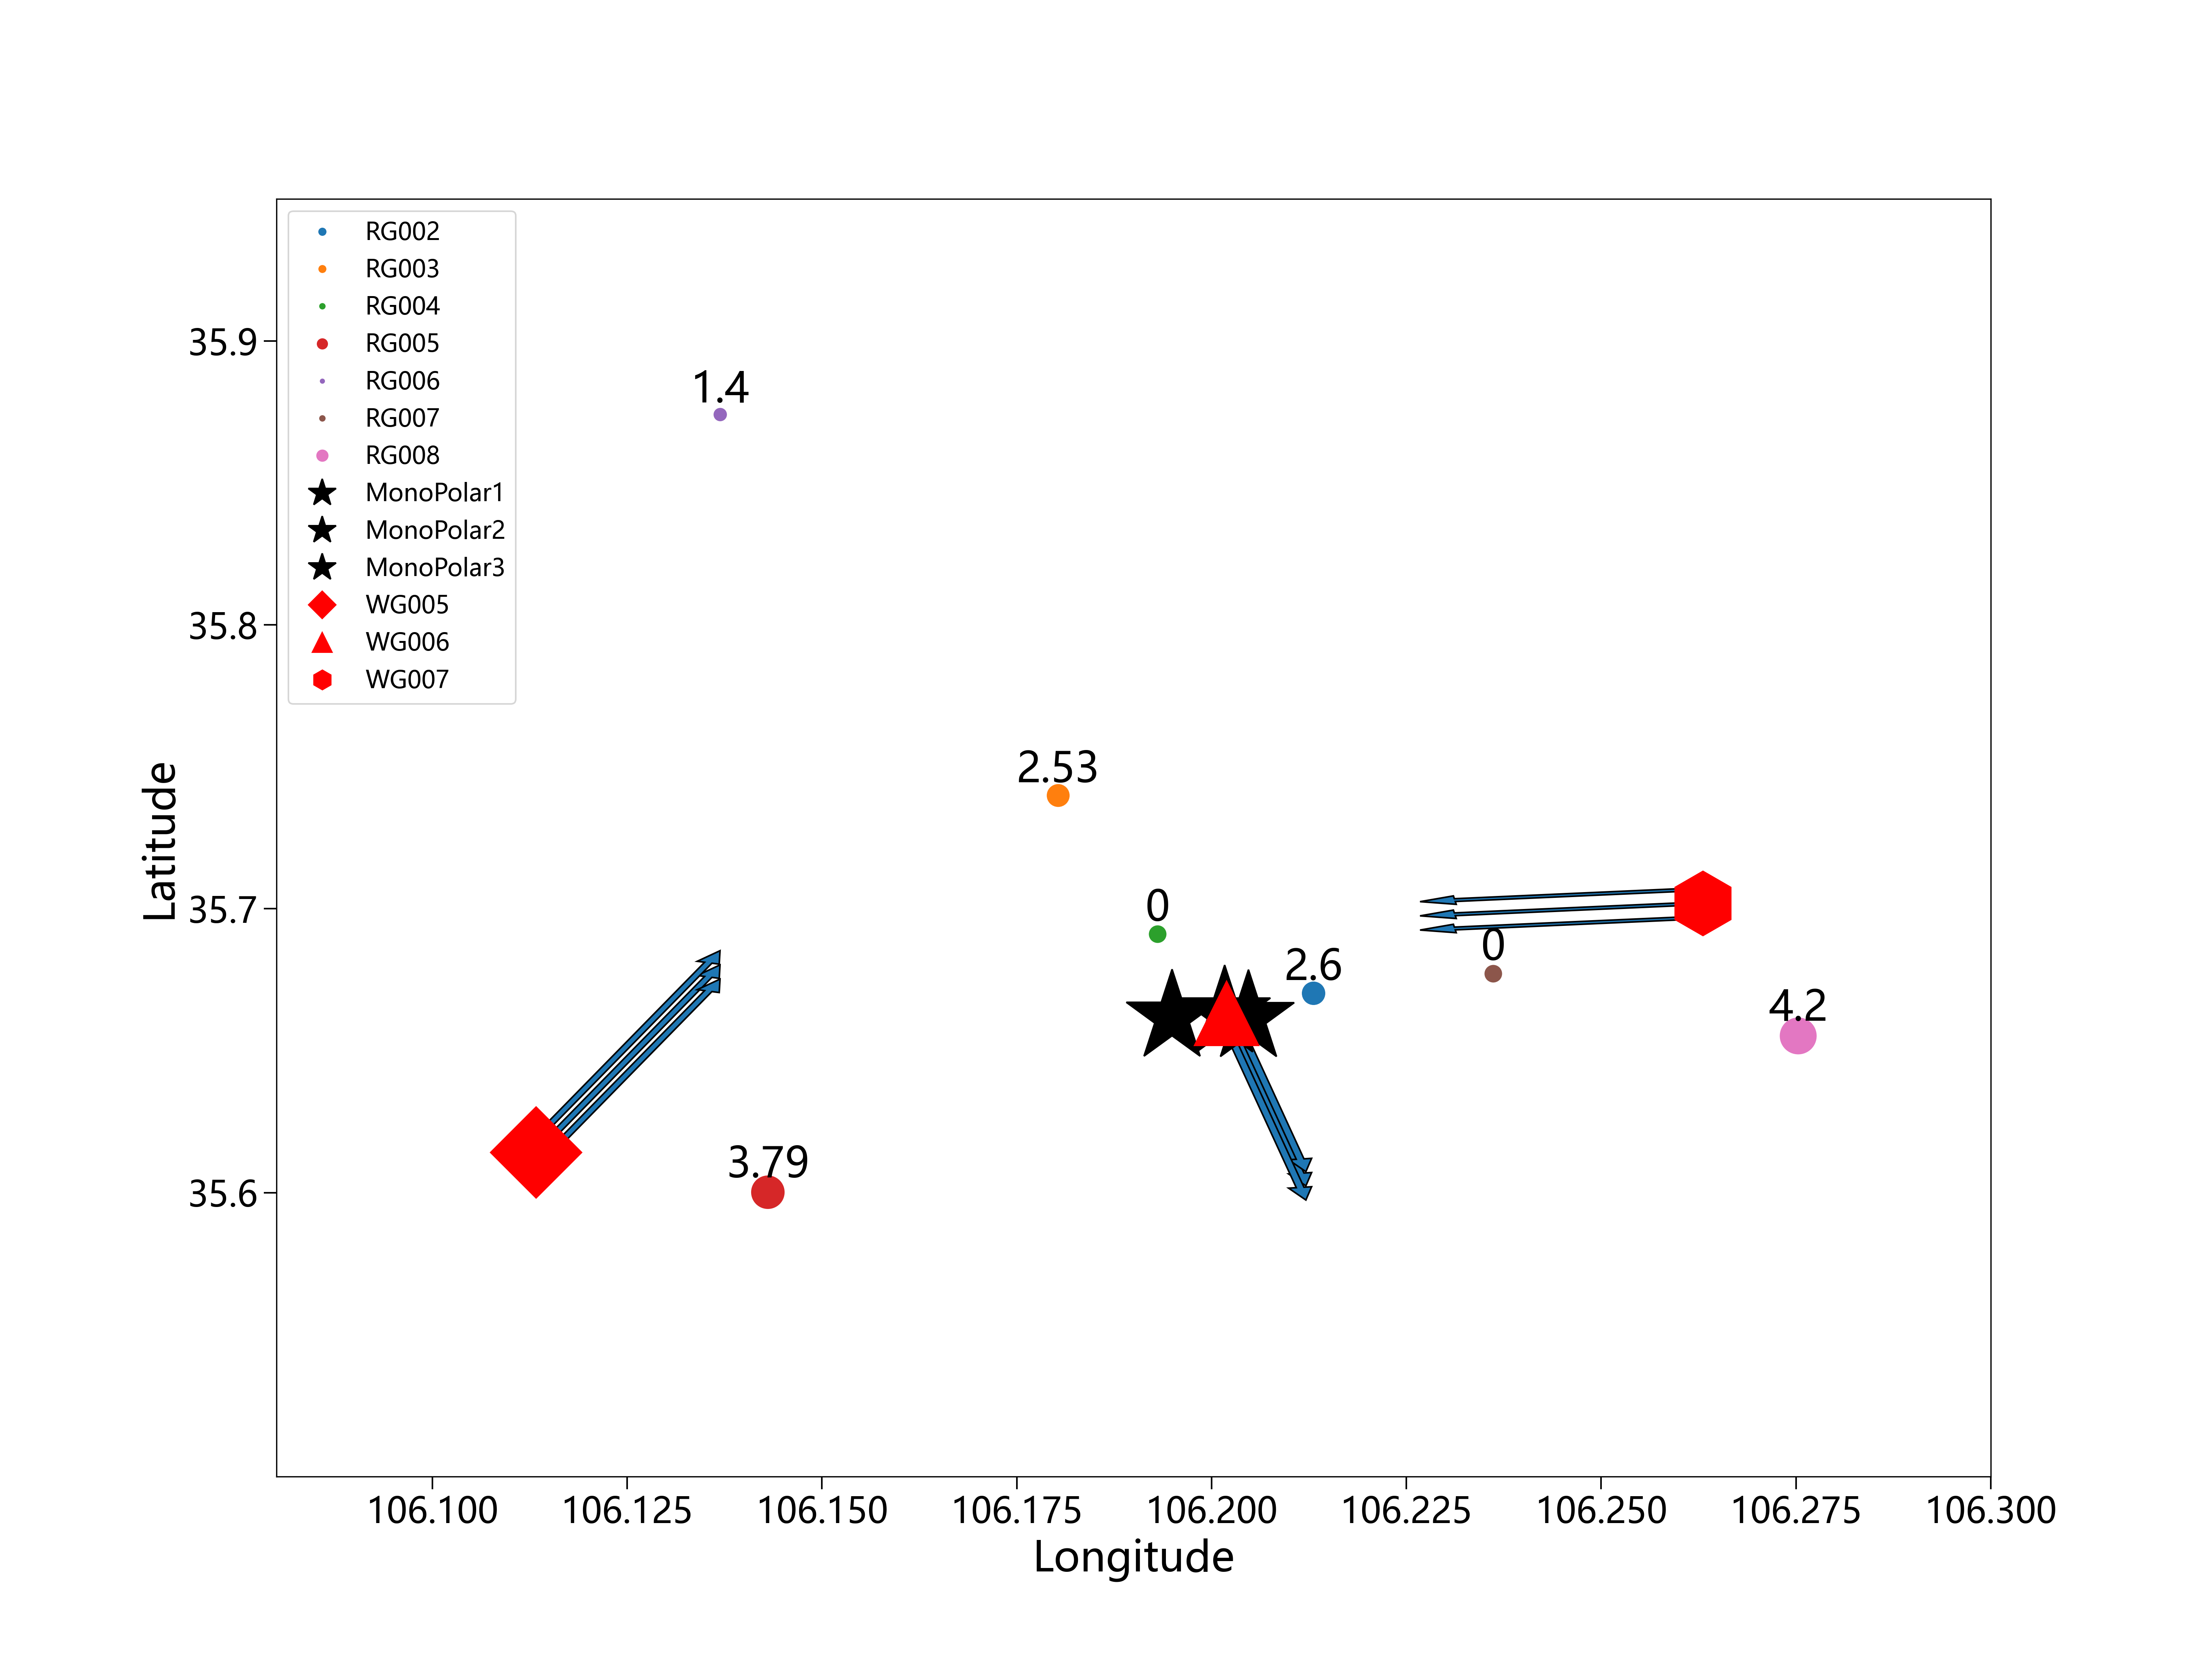 RG002
RG003
RG004
RG005
RG006
RG007
RG008
MonoPolar1
MonoPolar2
MonoPolar3
WG005
WG006
WG007
35.9
35.8
35.7
35.6
Latitude
1.4
2.53
0
2.6
0
4.2
3.79
106.100
106.125
106.150
106.175
106.200
106.225
106.250
106.275
106.300
Longitude